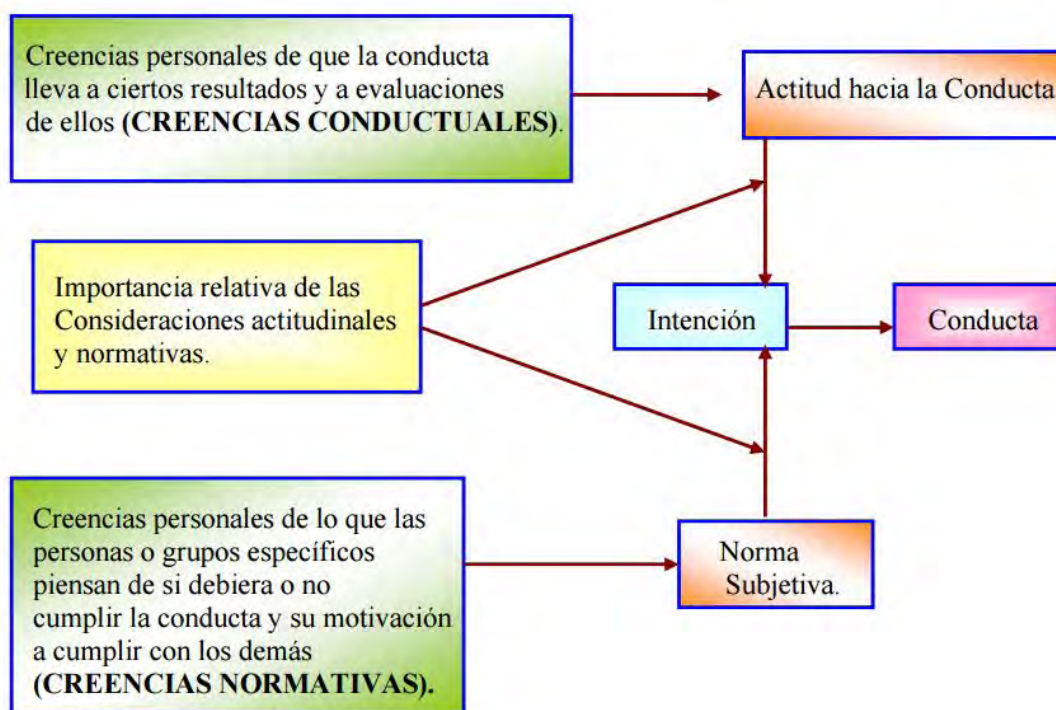 Creencias personales de que la conducta
lleva a ciertos resultados y a evaluaciones
de ellos (CREENCIAS CONDUCTUALES).
Actitud hacia la Conducta
Importancia relativa de las
Consideraciones actitudinales
y normativas.
Intención
Conducta
Creencias personales de lo que las
personas o grupos específicos
piensan de si debiera o no
cumplir la conducta y su motivación
a cumplir con los demás
(CREENCIAS NORMATIVAS).
Norma
Subjetiva.